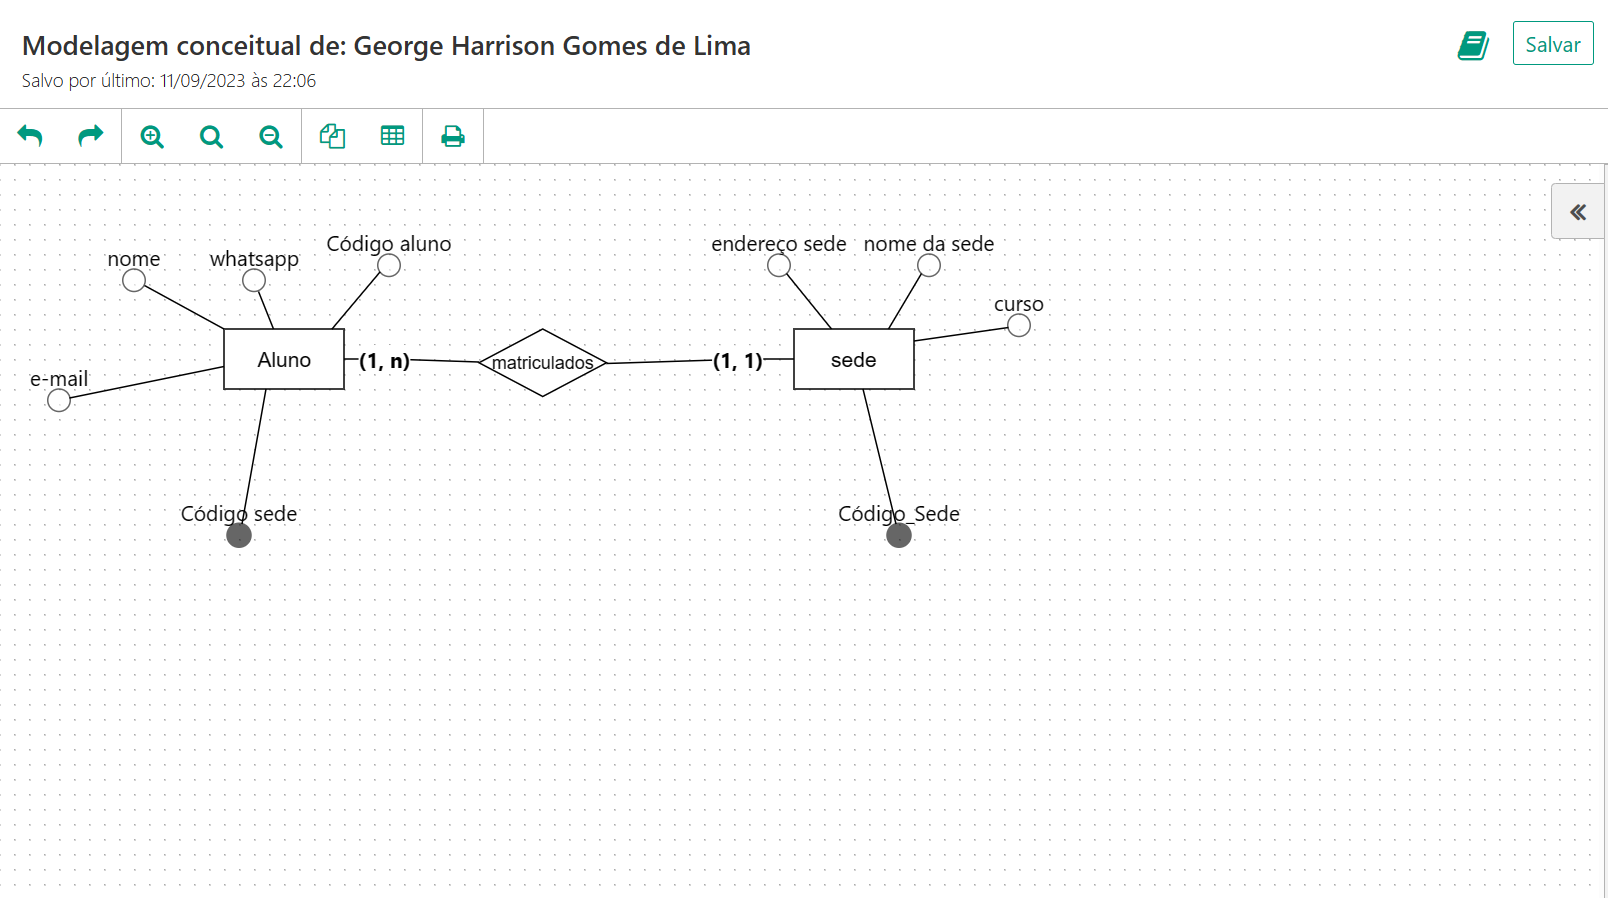 Modelagem conceitual de: George Harrison Gomes de Lima
Salvo por último: 11/09/2023 às 22:06
Salvar
Código aluno
endereço sede
nome da sede
nome
whatsapp
curso
Aluno
(1, n)
matriculados
(1, 1)
sede
e-mail
Código sede
Código_Sede